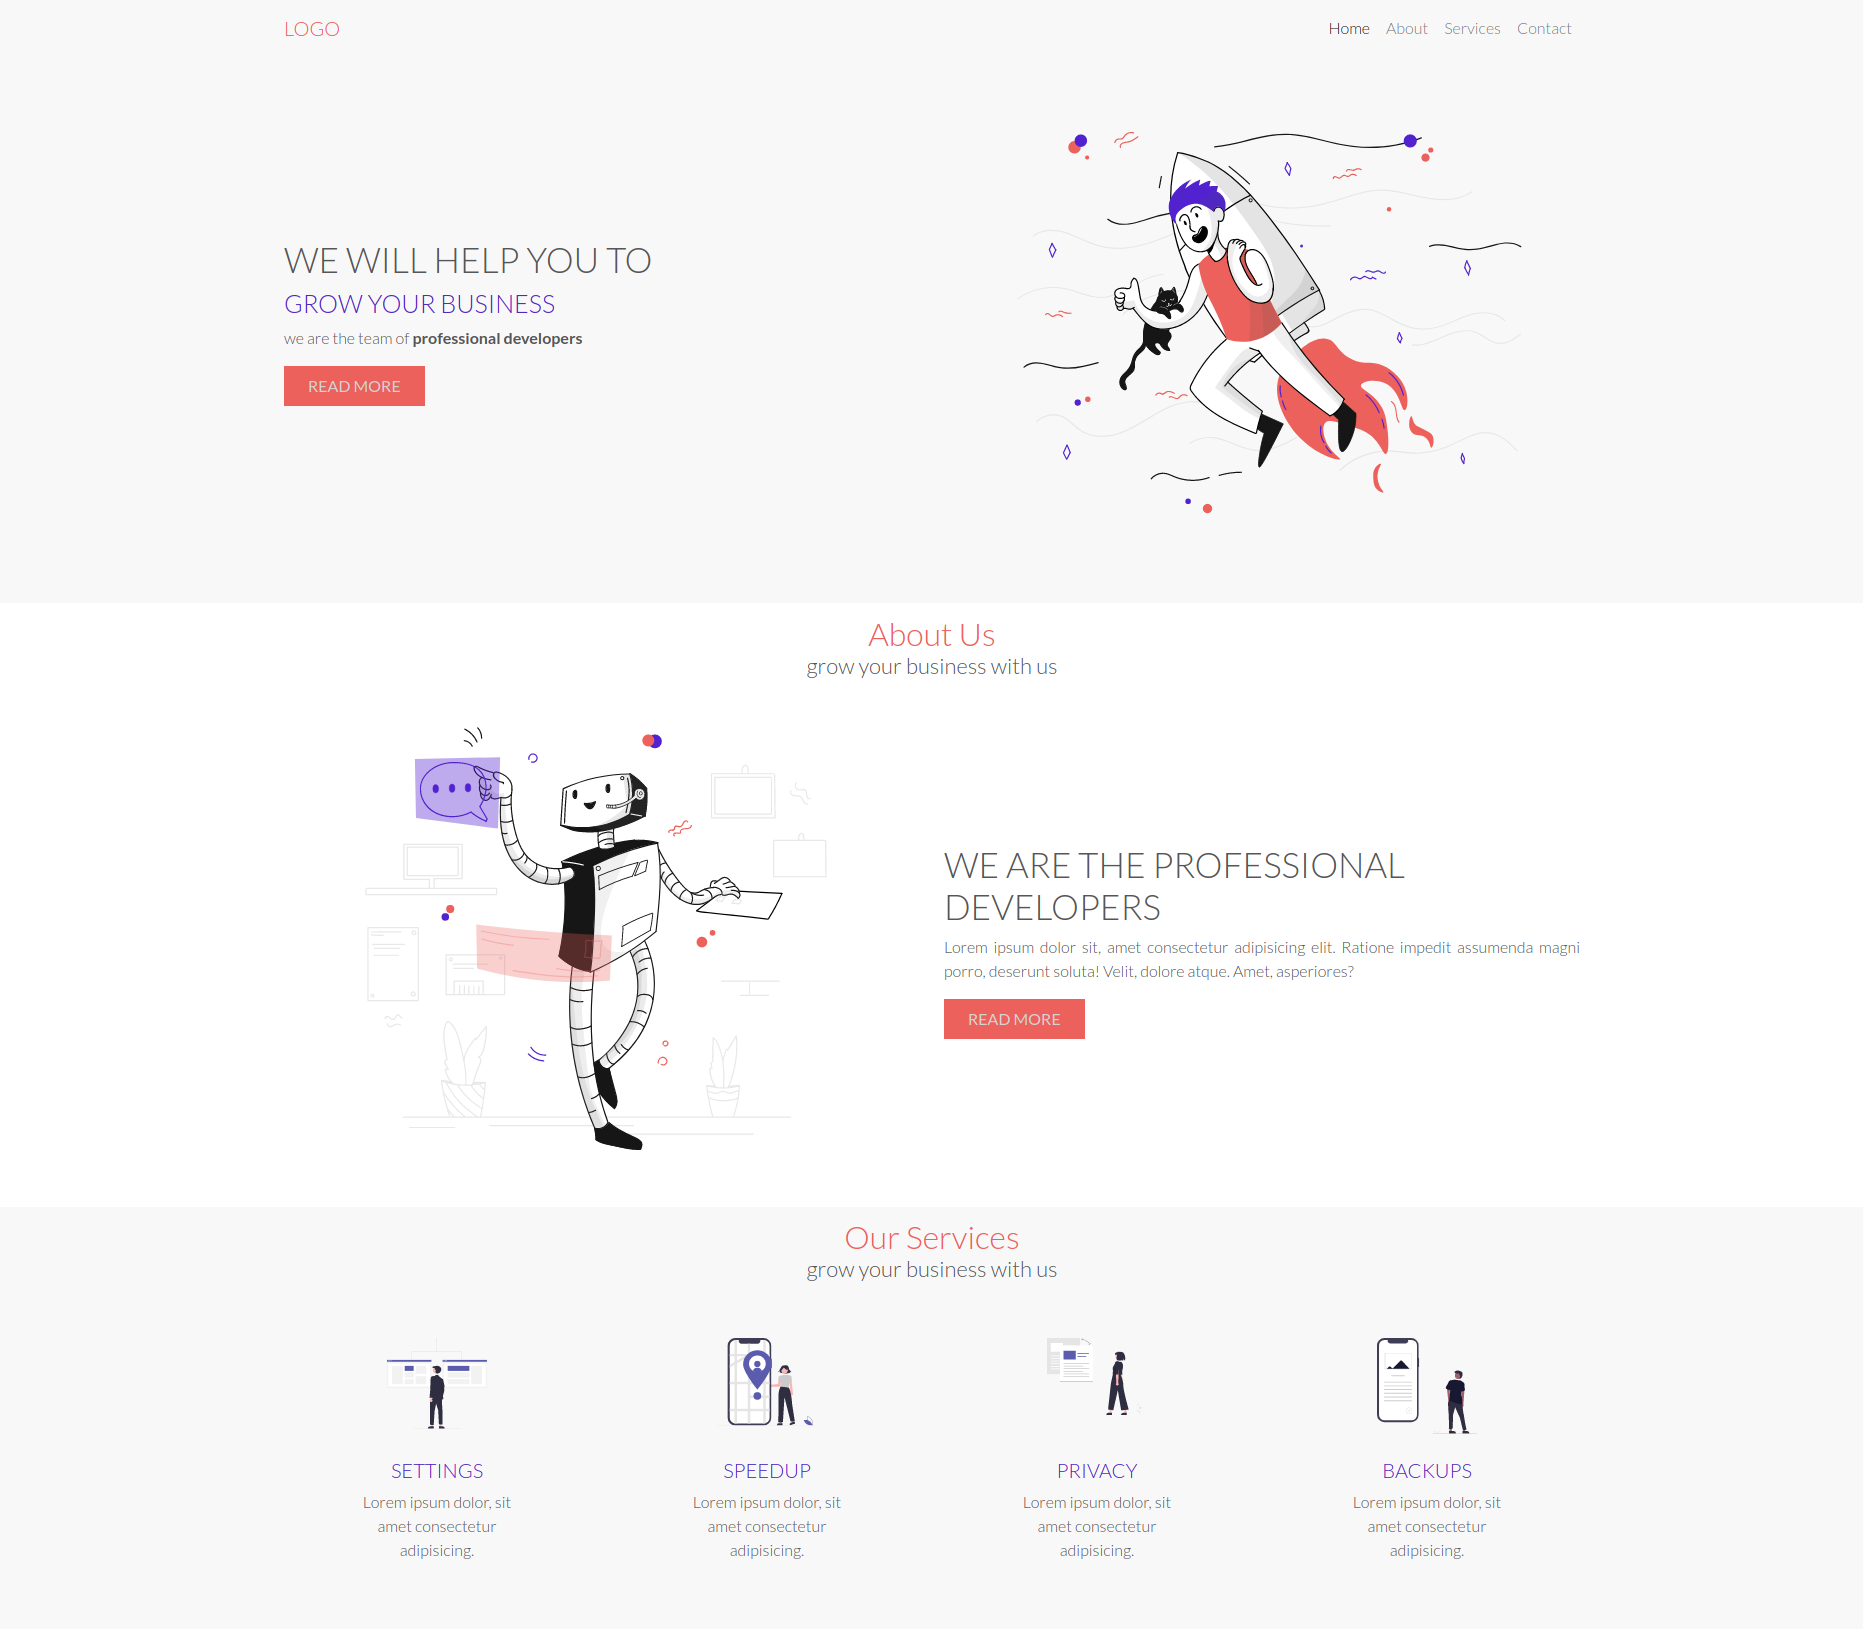 LOGO
Home About Services Contact
WE WILL HELP YOU TO
GROW YOUR BUSINESS
we are the team of professional developers
READ MORE
About Us
grow your business with us
WE ARE THE PROFESSIONAL
DEVELOPERS
Lorem ipsum dolor sit, amet consectetur adipisicing elit. Ratione impedit assumenda magni
porro, deserunt soluta! Velit, dolore atque. Amet, asperiores?
READ MORE
Our Services
grow your business with us
SETTINGS
Lorem ipsum dolor, sit
amet consectetur
adipisicing.
SPEEDUP
Lorem ipsum dolor, sit
amet consectetur
adipisicing.
PRIVACY
Lorem ipsum dolor, sit
amet consectetur
adipisicing.
BACKUPS
Lorem ipsum dolor, sit
amet consectetur
adipisicing.